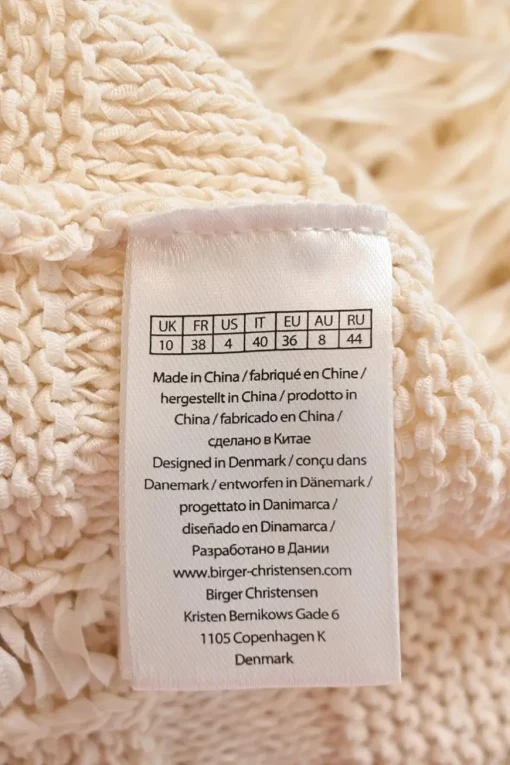 UK FR US IT EU AU RU
10 38 4 40 36 8 44
Made in China / fabriqué en Chine /
hergestellt in China / prodotto in
China / fabricado en China /
сделано в Китае
Designed in Denmark / conçu dans
Danemark / entworfen in Dänemark /
progettato in Danimarca /
diseñado en Dinamarca /
Разработано в Дании
www.birger-christensen.com
Birger Christensen
Kristen Bernikows Gade 6
1105 Copenhagen K
Denmark